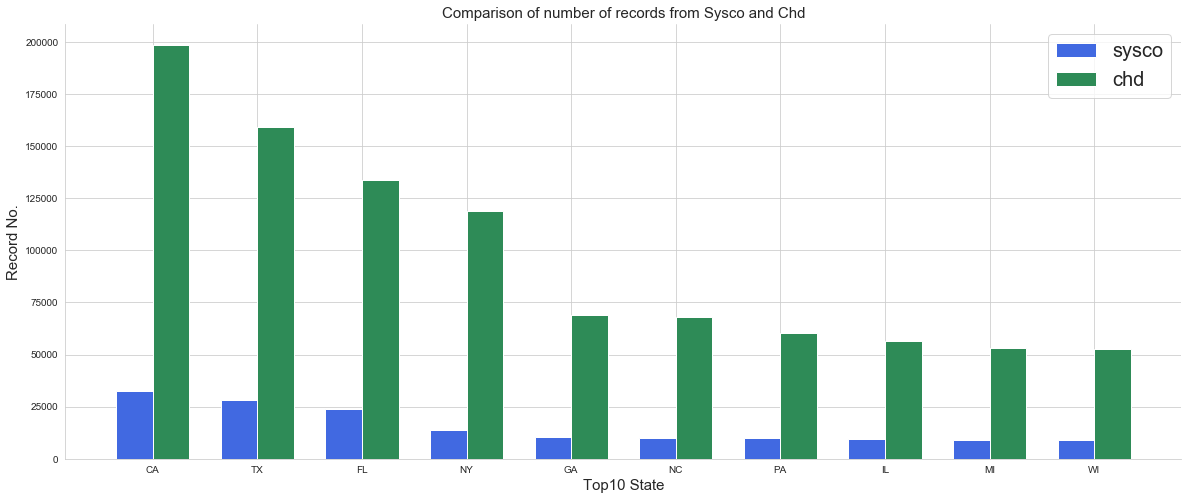 Comparison of number of records from Sysco and Chd
sysco
chd
Record No.
200000
175000
150000
125000
100000
75000
50000
25000
0
CA TX FL NY GA NC PA IL MI WI
Top10 State